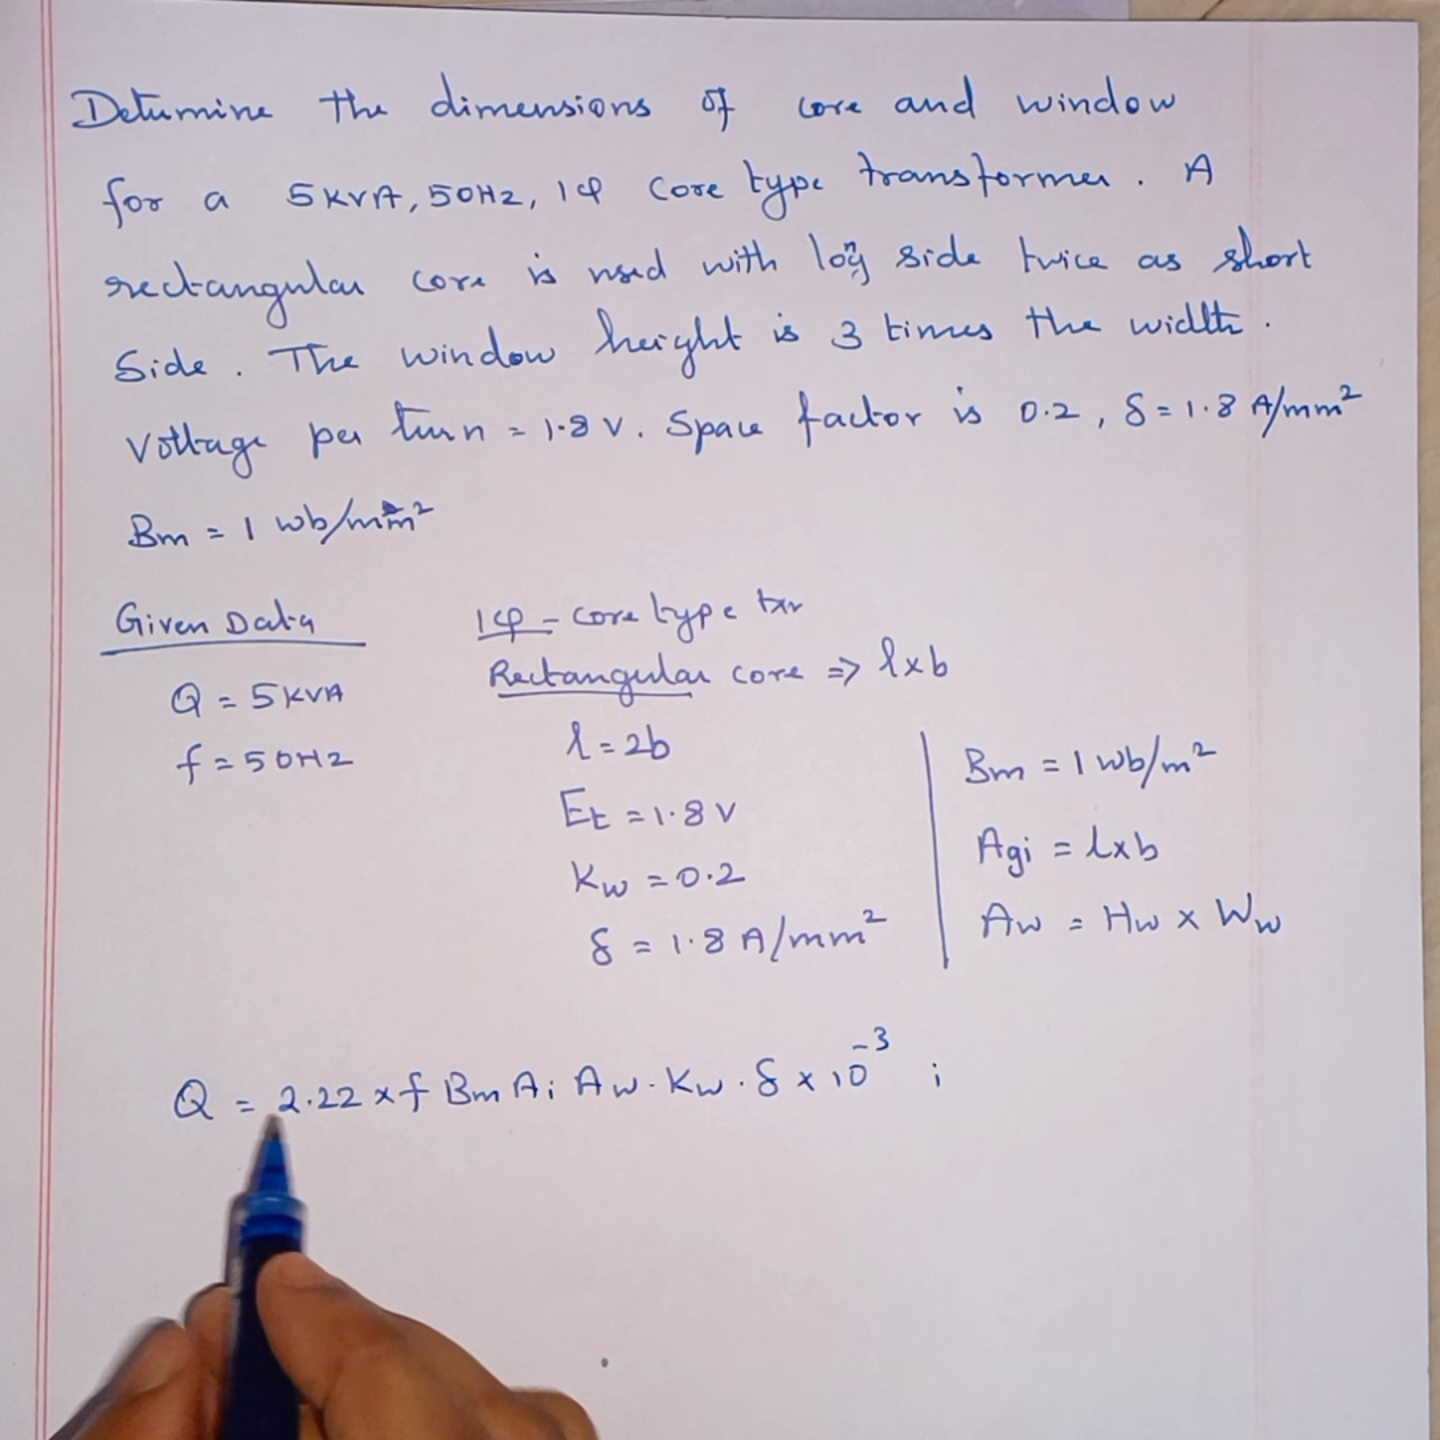 Determine the dimensions of core and window
for a 5KVA, 50Hz, 1φ Core type transformer. A
rectangular core is used with long side twice as short
Side. The window height is 3 times the width.
Voltage per turn = 1.8 V. Space factor is 0.2, δ = 1.8 A/mm²
Bm = 1 wb/m²
Given Data
Q = 5KVA
f = 50Hz
1φ - core type txr
Rectangular core => l×b
l = 2b
Et = 1.8 V
Kw = 0.2
δ = 1.8 A/mm²
Bm = 1 wb/m²
Agi = l×b
Aw = Hw × Ww
Q = 2.22 × f Bm Ai Aw. Kw. δ × 10⁻³ ;